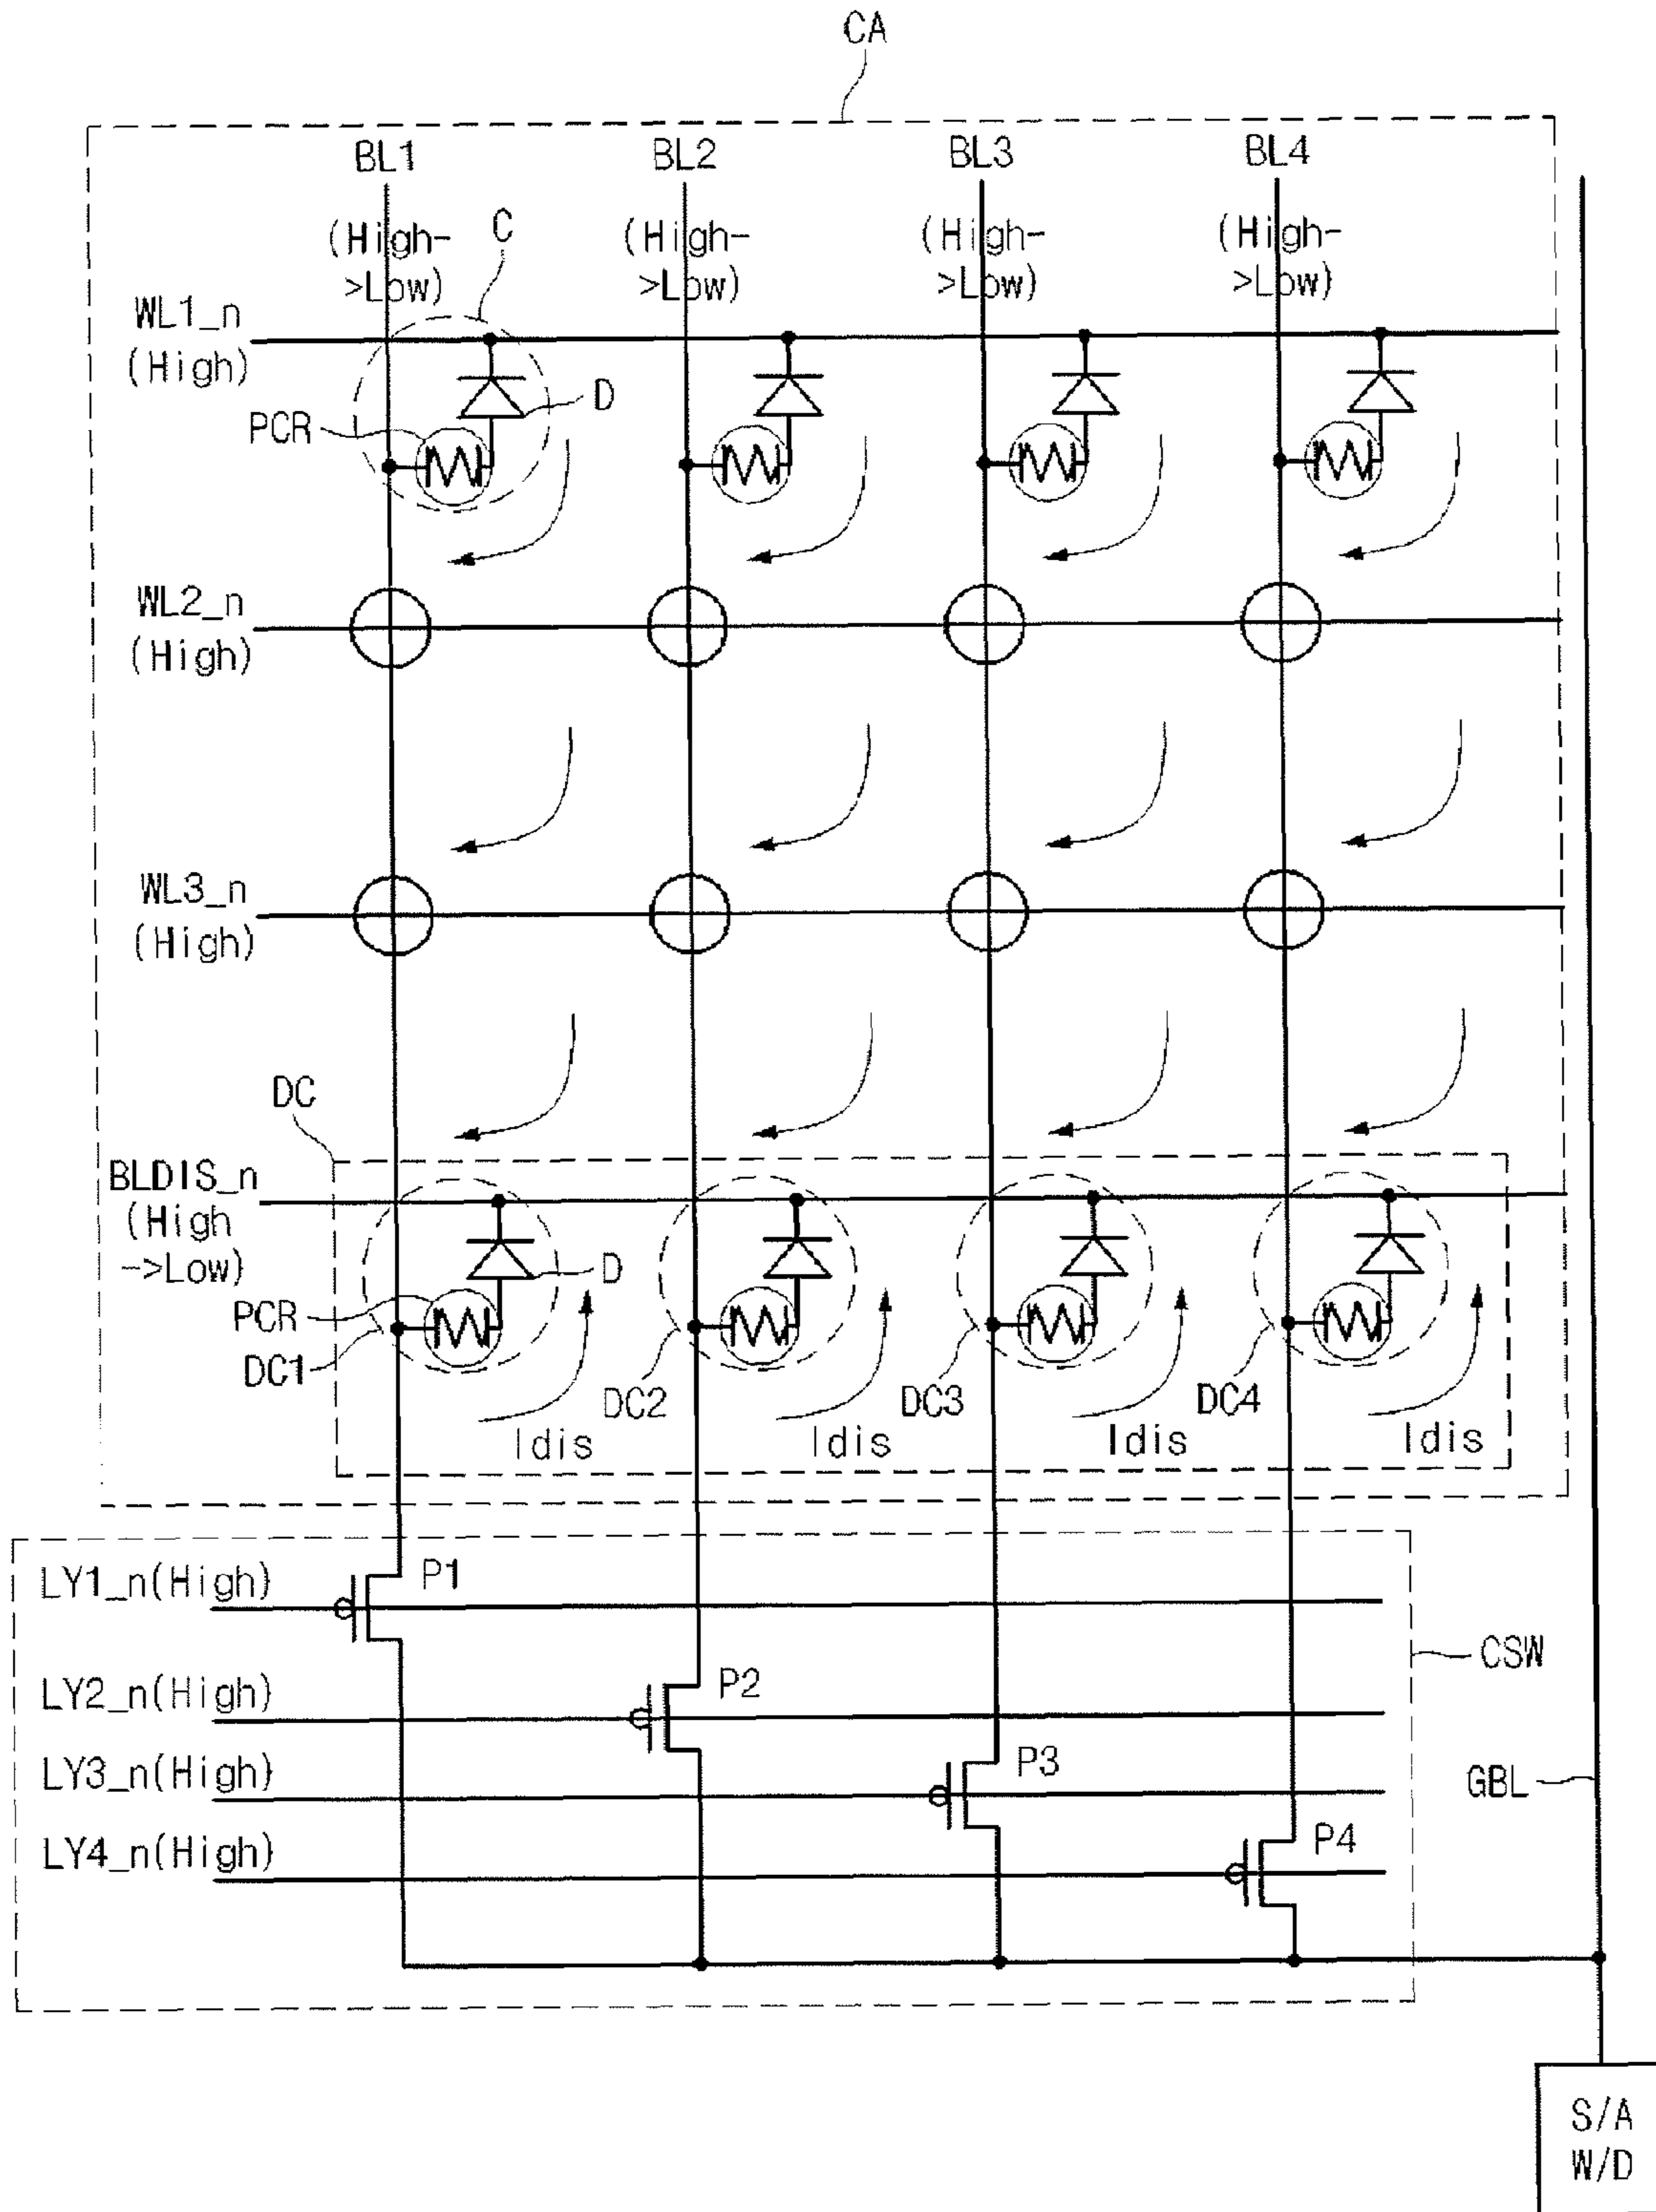 CA
BL1 BL2 BL3 BL4
(High- (High- (High- (High-
>Low) >Low) >Low) >Low)
C
WL1_n
(High)
D
PCR
WL2_n
(High)
WL3_n
(High)
DC
BLDIS_n
(High
->Low)
D
PCR
DC1 DC2 DC3 DC4
Idis Idis Idis Idis
LY1_n(High) P1
CSW
LY2_n(High) P2
LY3_n(High) P3
GBL
LY4_n(High) P4
S/A
W/D